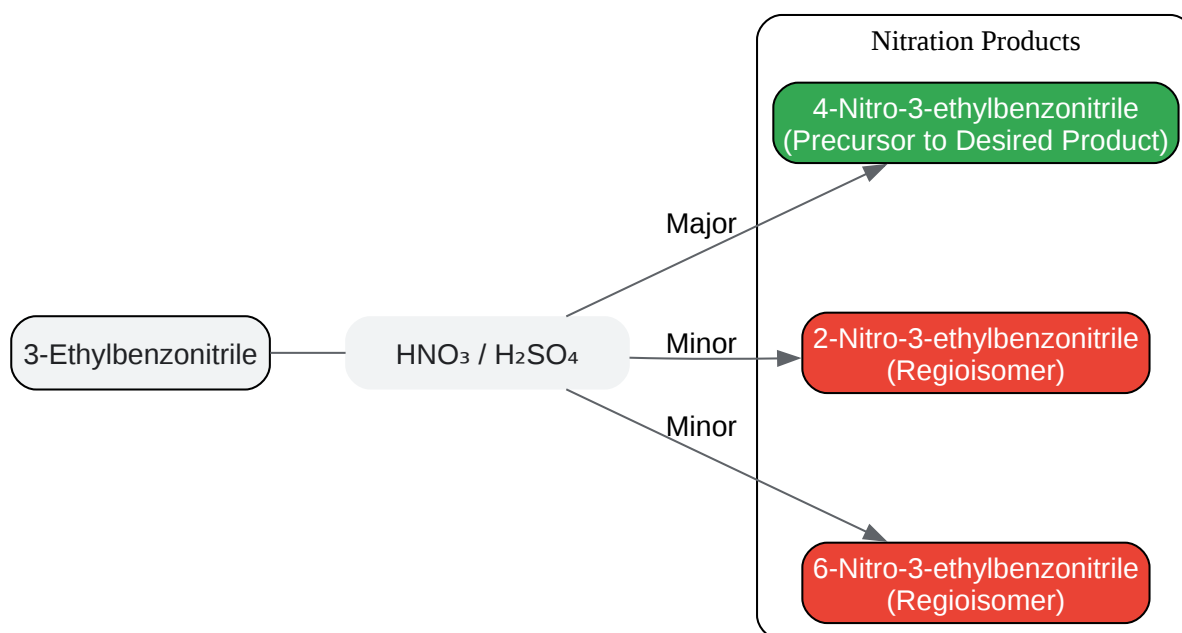 Nitration Products
4-Nitro-3-ethylbenzonitrile
(Precursor to Desired Product)
Major
3-Ethylbenzonitrile
HNO₃ / H₂SO₄
Minor
2-Nitro-3-ethylbenzonitrile
(Regioisomer)
Minor
6-Nitro-3-ethylbenzonitrile
(Regioisomer)